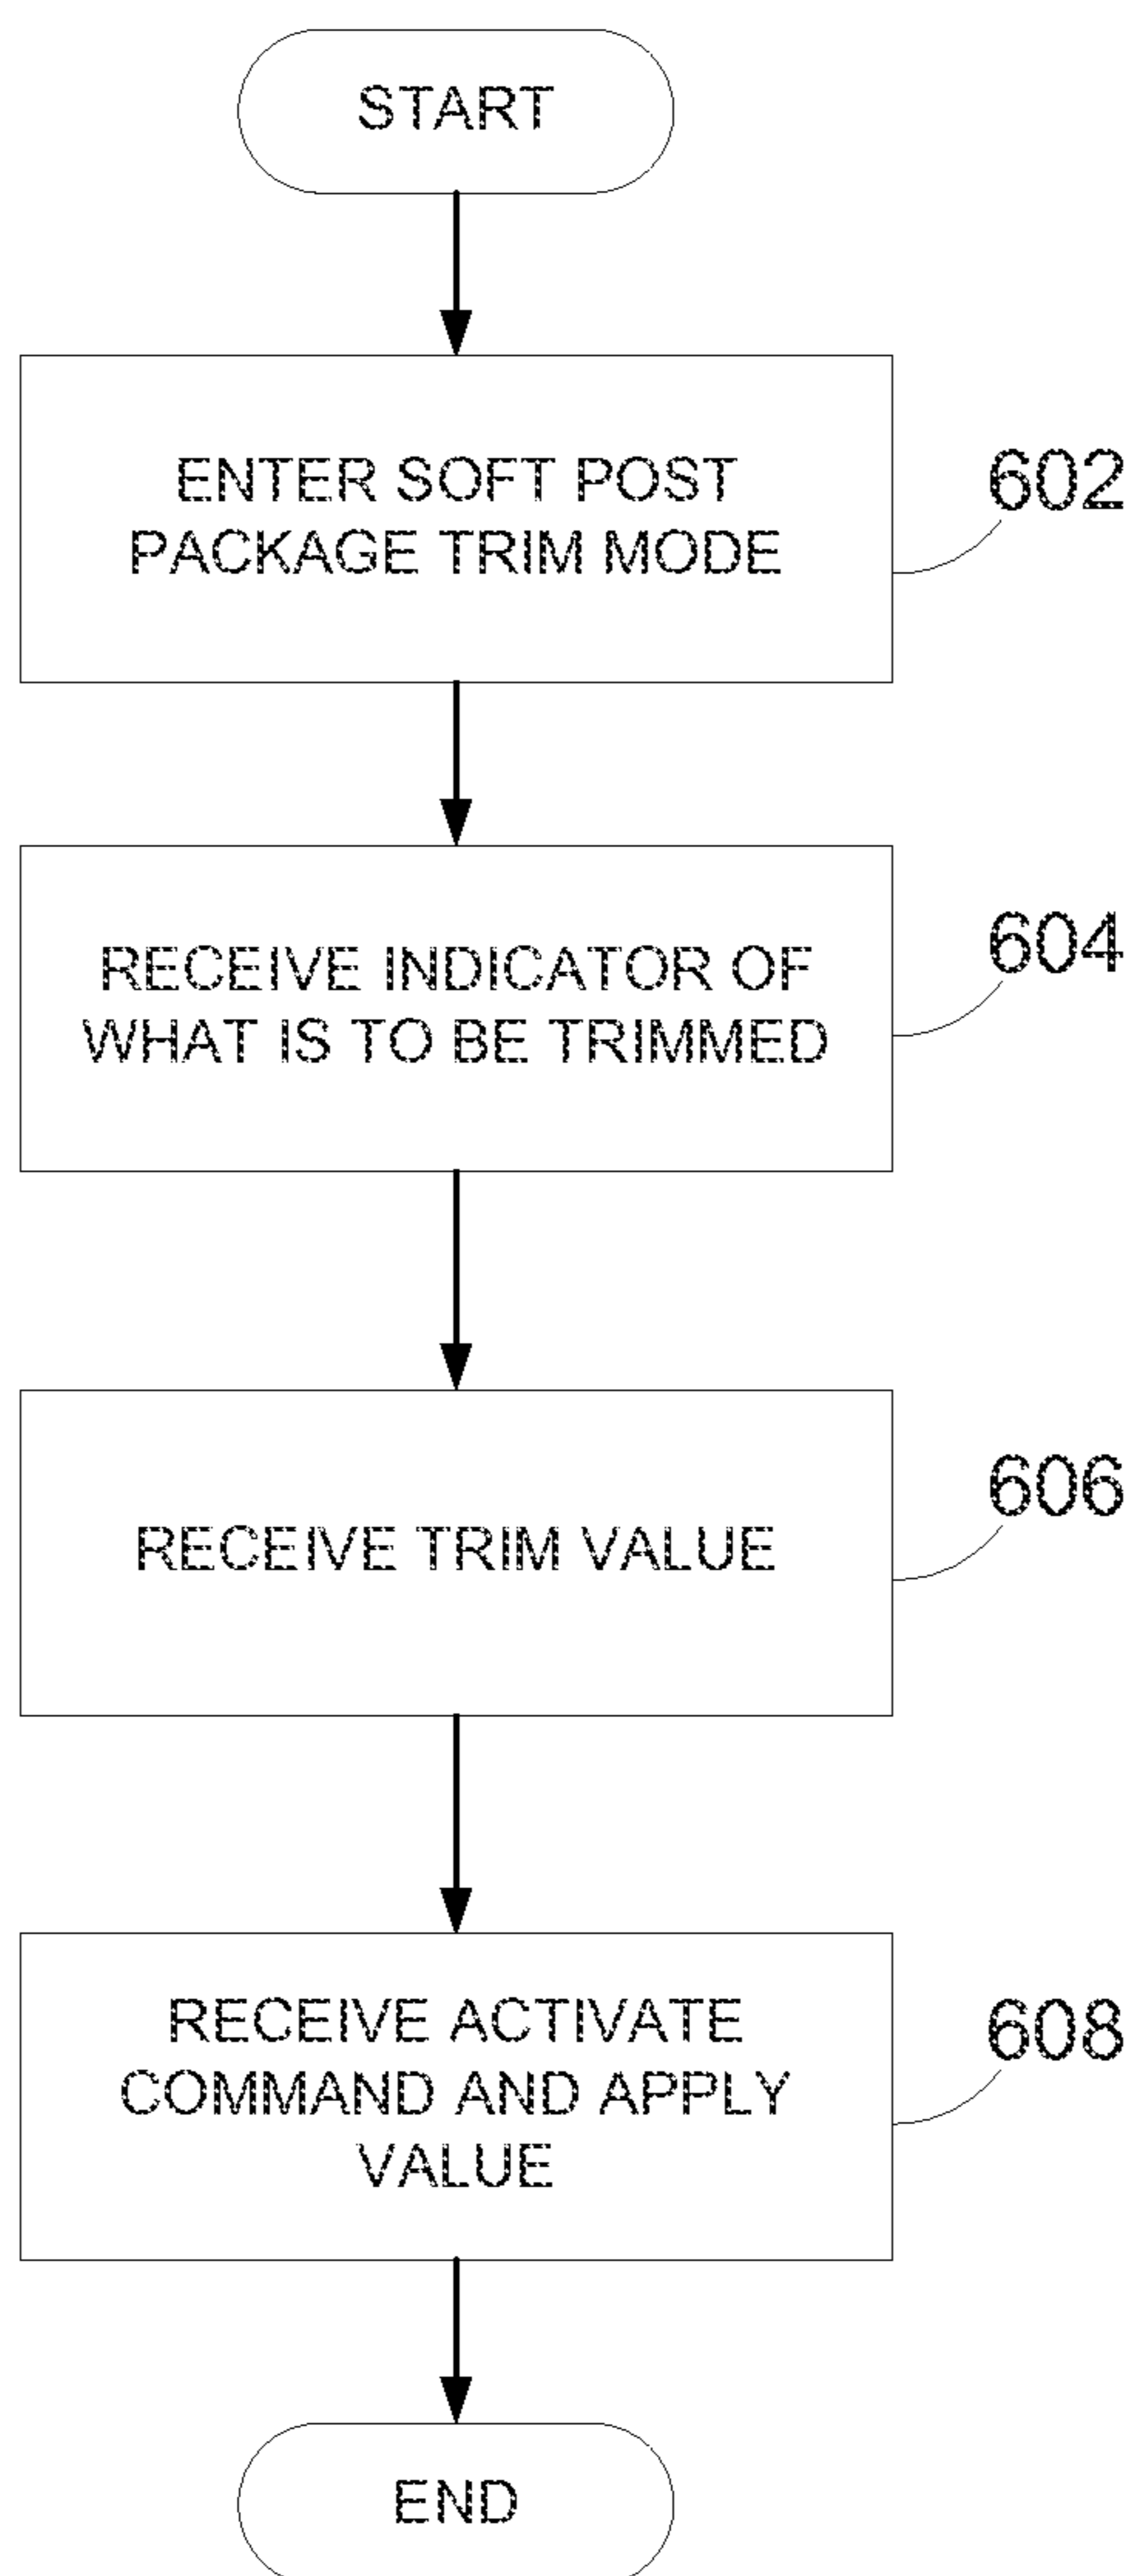 START
ENTER SOFT POST
PACKAGE TRIM MODE
602
RECEIVE INDICATOR OF
WHAT IS TO BE TRIMMED
604
RECEIVE TRIM VALUE
606
RECEIVE ACTIVATE
COMMAND AND APPLY
VALUE
608
END